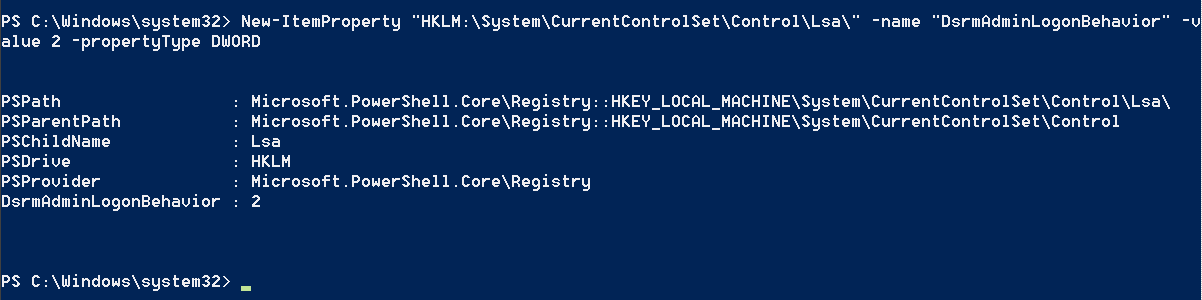 PS C:\Windows\system32> New-ItemProperty "HKLM:\System\CurrentControlSet\Control\Lsa\" -name "DsrmAdminLogonBehavior" -v
alue 2 -propertyType DWORD
PSPath : Microsoft.PowerShell.Core\Registry::HKEY_LOCAL_MACHINE\System\CurrentControlSet\Control\Lsa\
PSParentPath : Microsoft.PowerShell.Core\Registry::HKEY_LOCAL_MACHINE\System\CurrentControlSet\Control
PSChildName : Lsa
PSDrive : HKLM
PSProvider : Microsoft.PowerShell.Core\Registry
DsrmAdminLogonBehavior : 2
PS C:\Windows\system32> _